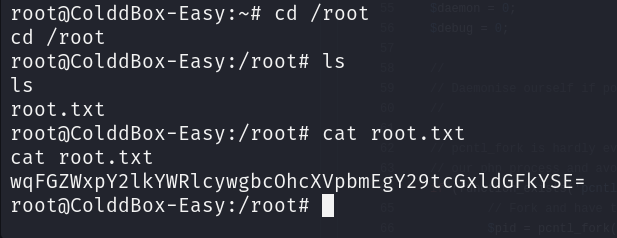 root@ColddBox-Easy:~# cd /root
cd /root
root@ColddBox-Easy:/root# ls
ls
root.txt
root@ColddBox-Easy:/root# cat root.txt
cat root.txt
wqFGZWxpY2lkYWRlcywgbcOhcXVpbmEgY29tcGxldGFkYSE=
root@ColddBox-Easy:/root#